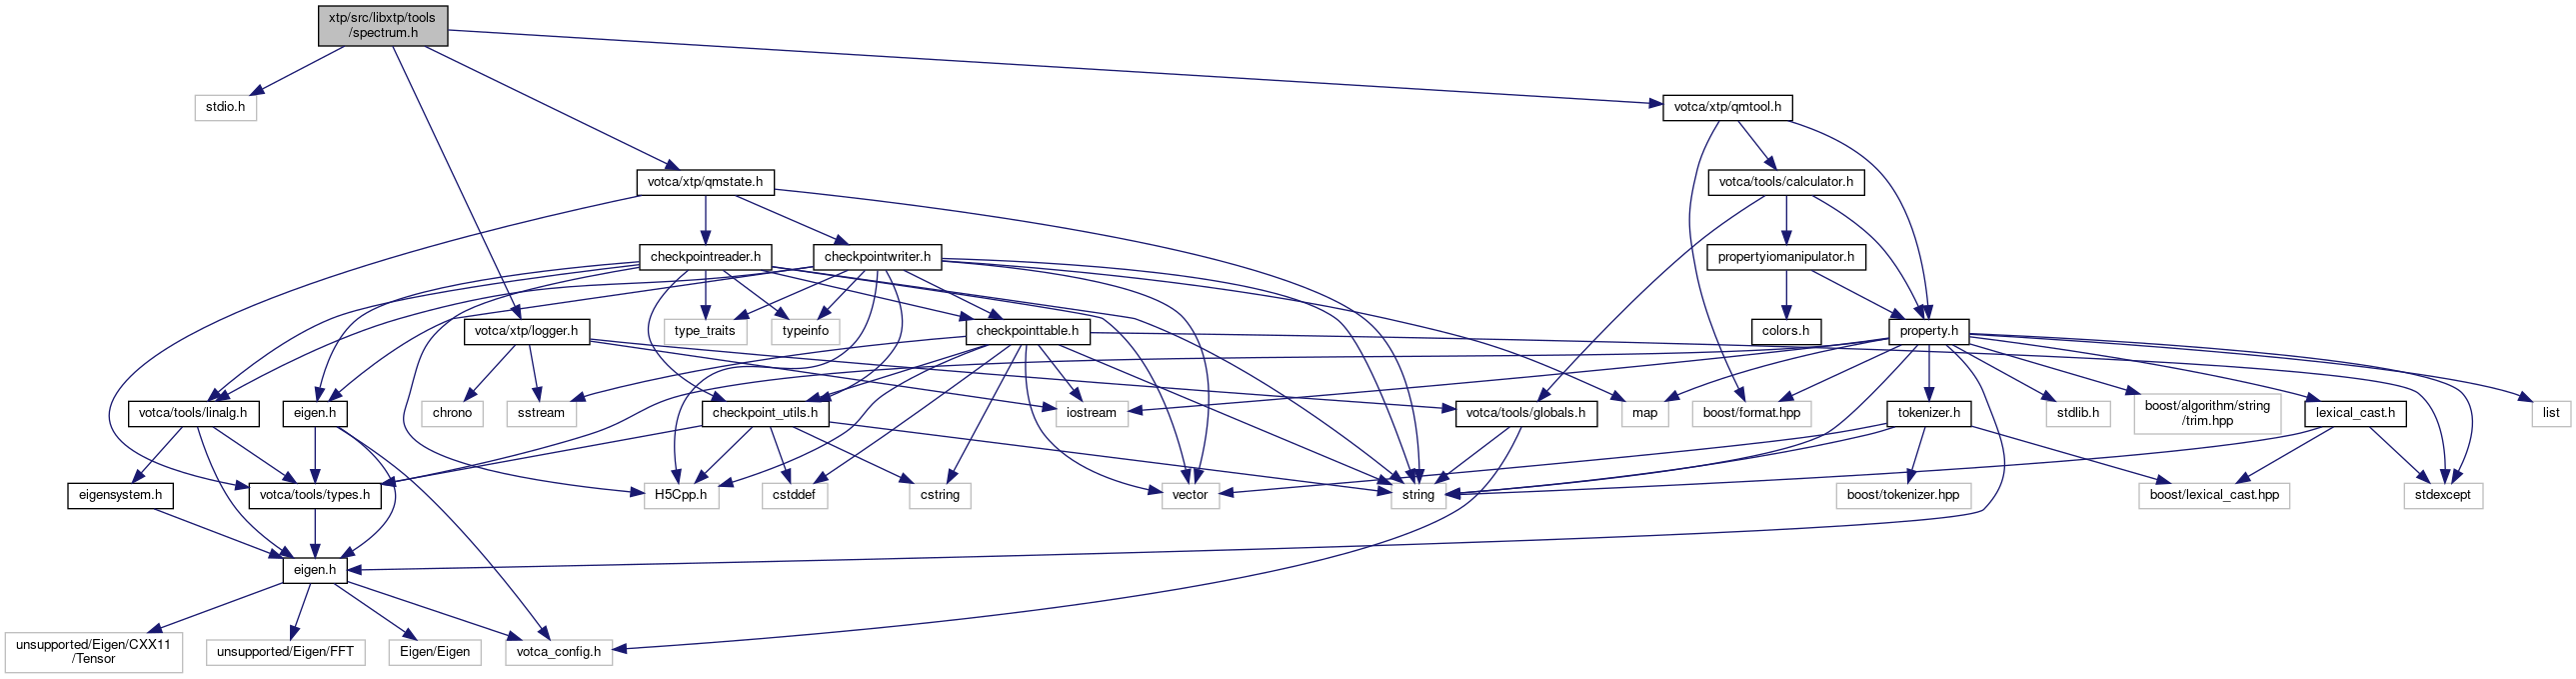 xtp/src/libxtp/tools
/spectrum.h
stdio.h
votca/xtp/qmtool.h
votca/xtp/qmstate.h
votca/tools/calculator.h
checkpointreader.h
checkpointwriter.h
propertyiomanipulator.h
votca/xtp/logger.h
type_traits
typeinfo
checkpointtable.h
colors.h
property.h
votca/tools/linalg.h
eigen.h
chrono
sstream
checkpoint_utils.h
iostream
votca/tools/globals.h
map
boost/format.hpp
tokenizer.h
stdlib.h
boost/algorithm/string
/trim.hpp
lexical_cast.h
list
eigensystem.h
votca/tools/types.h
H5Cpp.h
cstddef
cstring
vector
string
boost/tokenizer.hpp
boost/lexical_cast.hpp
stdexcept
eigen.h
unsupported/Eigen/CXX11
/Tensor
unsupported/Eigen/FFT
Eigen/Eigen
votca_config.h